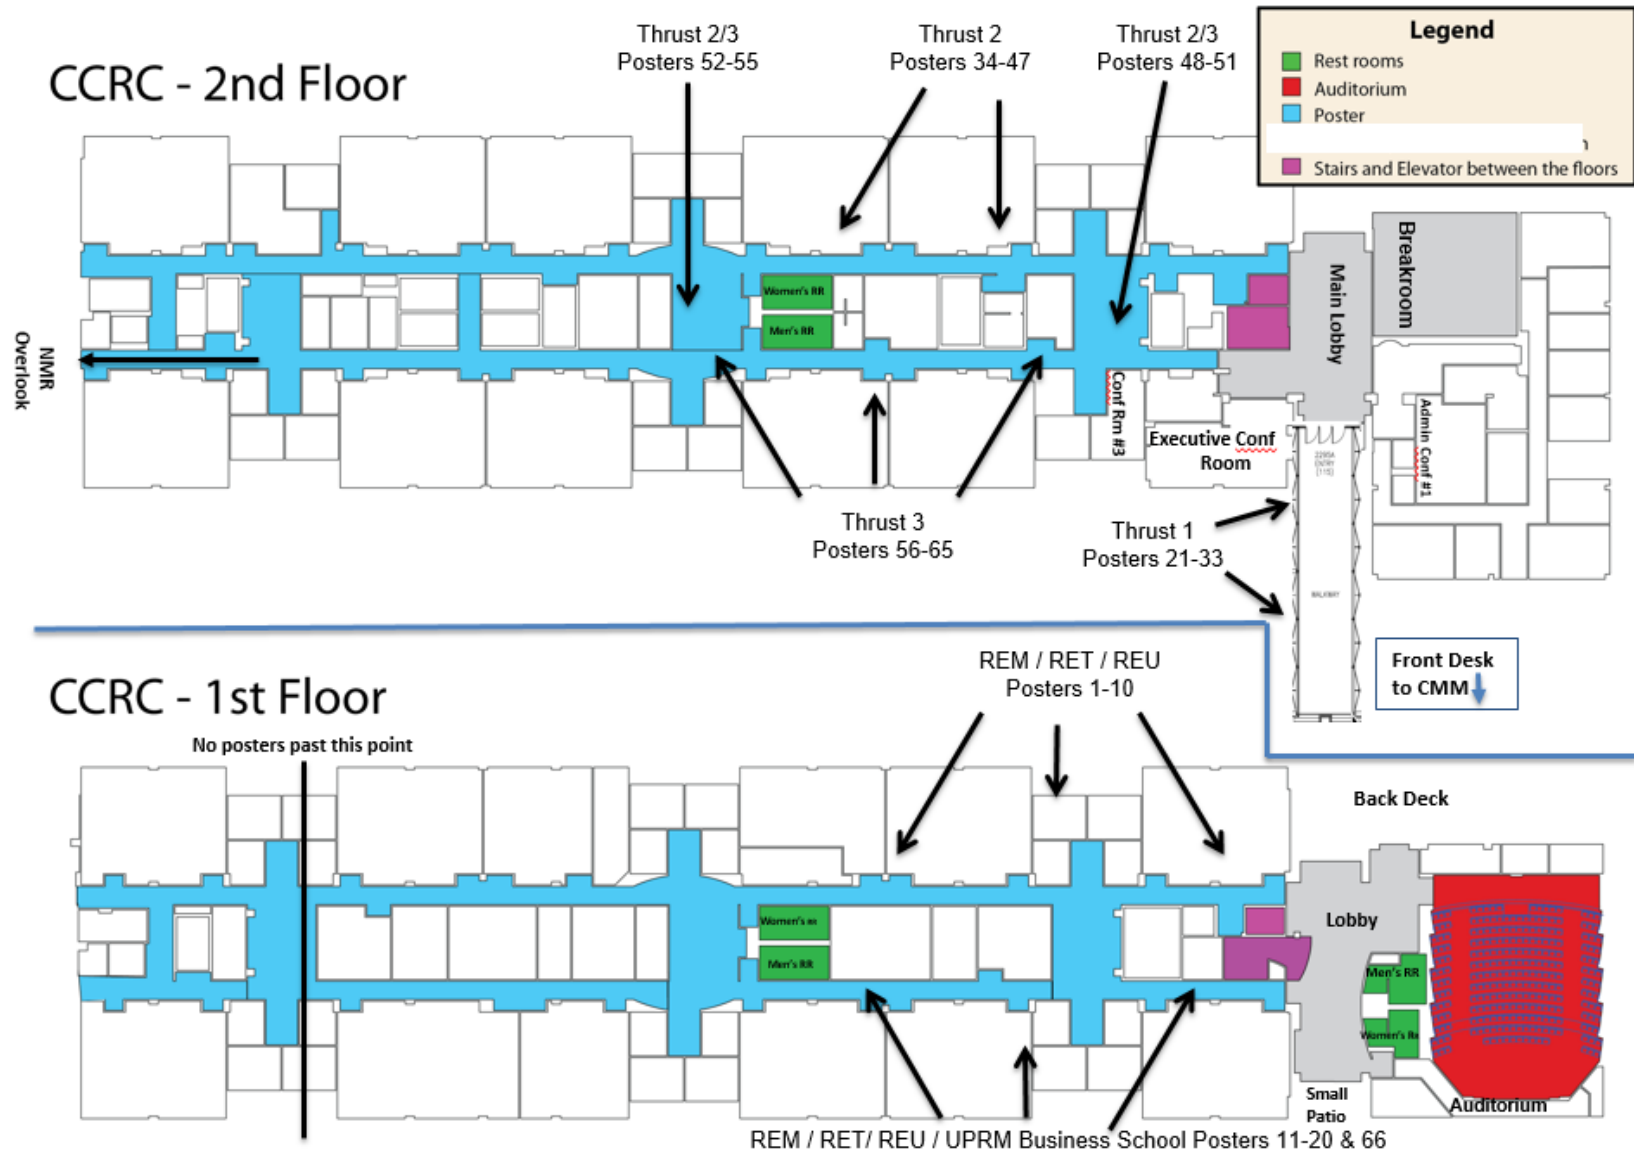 Thrust 2/3
Posters 52-55
Thrust 2
Posters 34-47
Thrust 2/3
Posters 48-51
Legend
Rest rooms
Auditorium
Poster
Stairs and Elevator between the floors
CCRC - 2nd Floor
Women's RR
Men's RR
Main Lobby
Breakroom
NMR
Overlook
Conf Rm #3
Executive Conf
Room
Admin Conf #1
ENTRY
WALKWAY
Thrust 3
Posters 56-65
Thrust 1
Posters 21-33
Front Desk
to CMM
CCRC - 1st Floor
REM / RET / REU
Posters 1-10
No posters past this point
Back Deck
Women's RR
Men's RR
Lobby
Men's RR
Women's RR
Small
Patio
Auditorium
REM / RET/ REU / UPRM Business School Posters 11-20 & 66